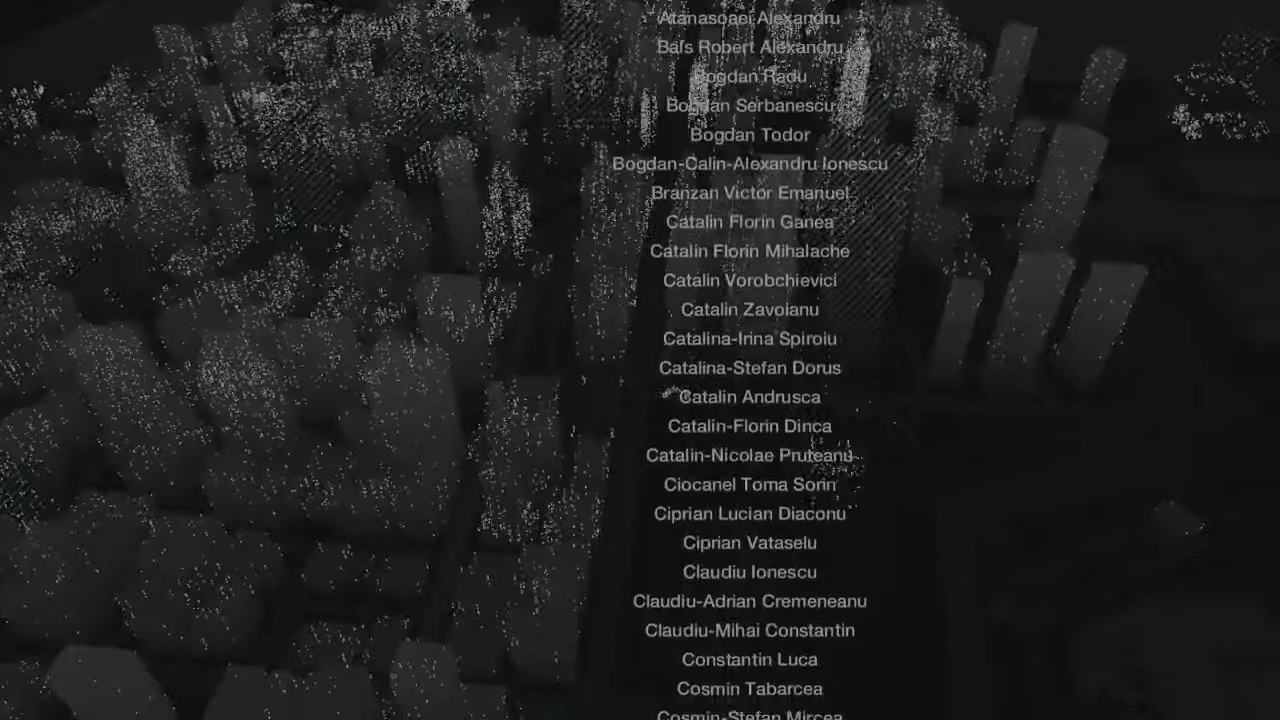 Atanasoaei Alexandru
Bals Robert Alexandru
Bogdan Radu
Bogdan Serbanescu
Bogdan Todor
Bogdan-Calin-Alexandru Ionescu
Branzan Victor Emanuel
Catalin Florin Ganea
Catalin Florin Mihalache
Catalin Vorobchievici
Catalin Zavoianu
Catalina-Irina Spiroiu
Catalina-Stefan Dorus
Catalin Andrusca
Catalin-Florin Dinca
Catalin-Nicolae Pruteanu
Ciocanel Toma Sorin
Ciprian Lucian Diaconu
Ciprian Vataselu
Claudiu Ionescu
Claudiu-Adrian Cremeneanu
Claudiu-Mihai Constantin
Constantin Luca
Cosmin Tabarcea
Cosmin-Stefan Mircea